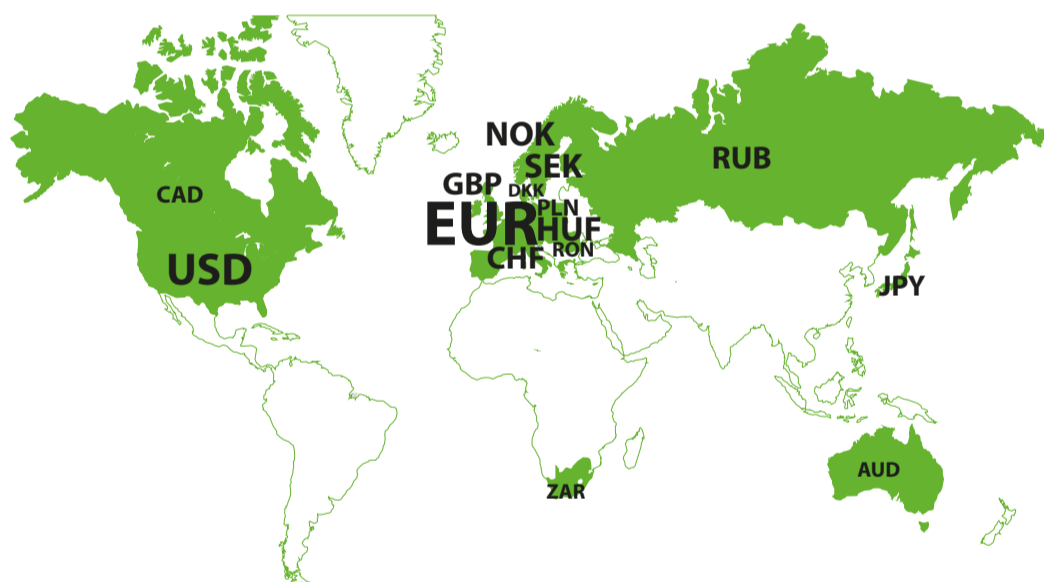 NOK
SEK
RUB
CAD
GBP
DKK
PLN
EUR
HUF
RON
CHF
USD
JPY
AUD
ZAR